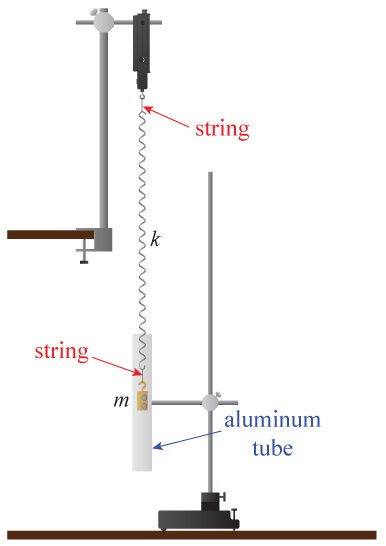 string
k
string
m
aluminum
tube